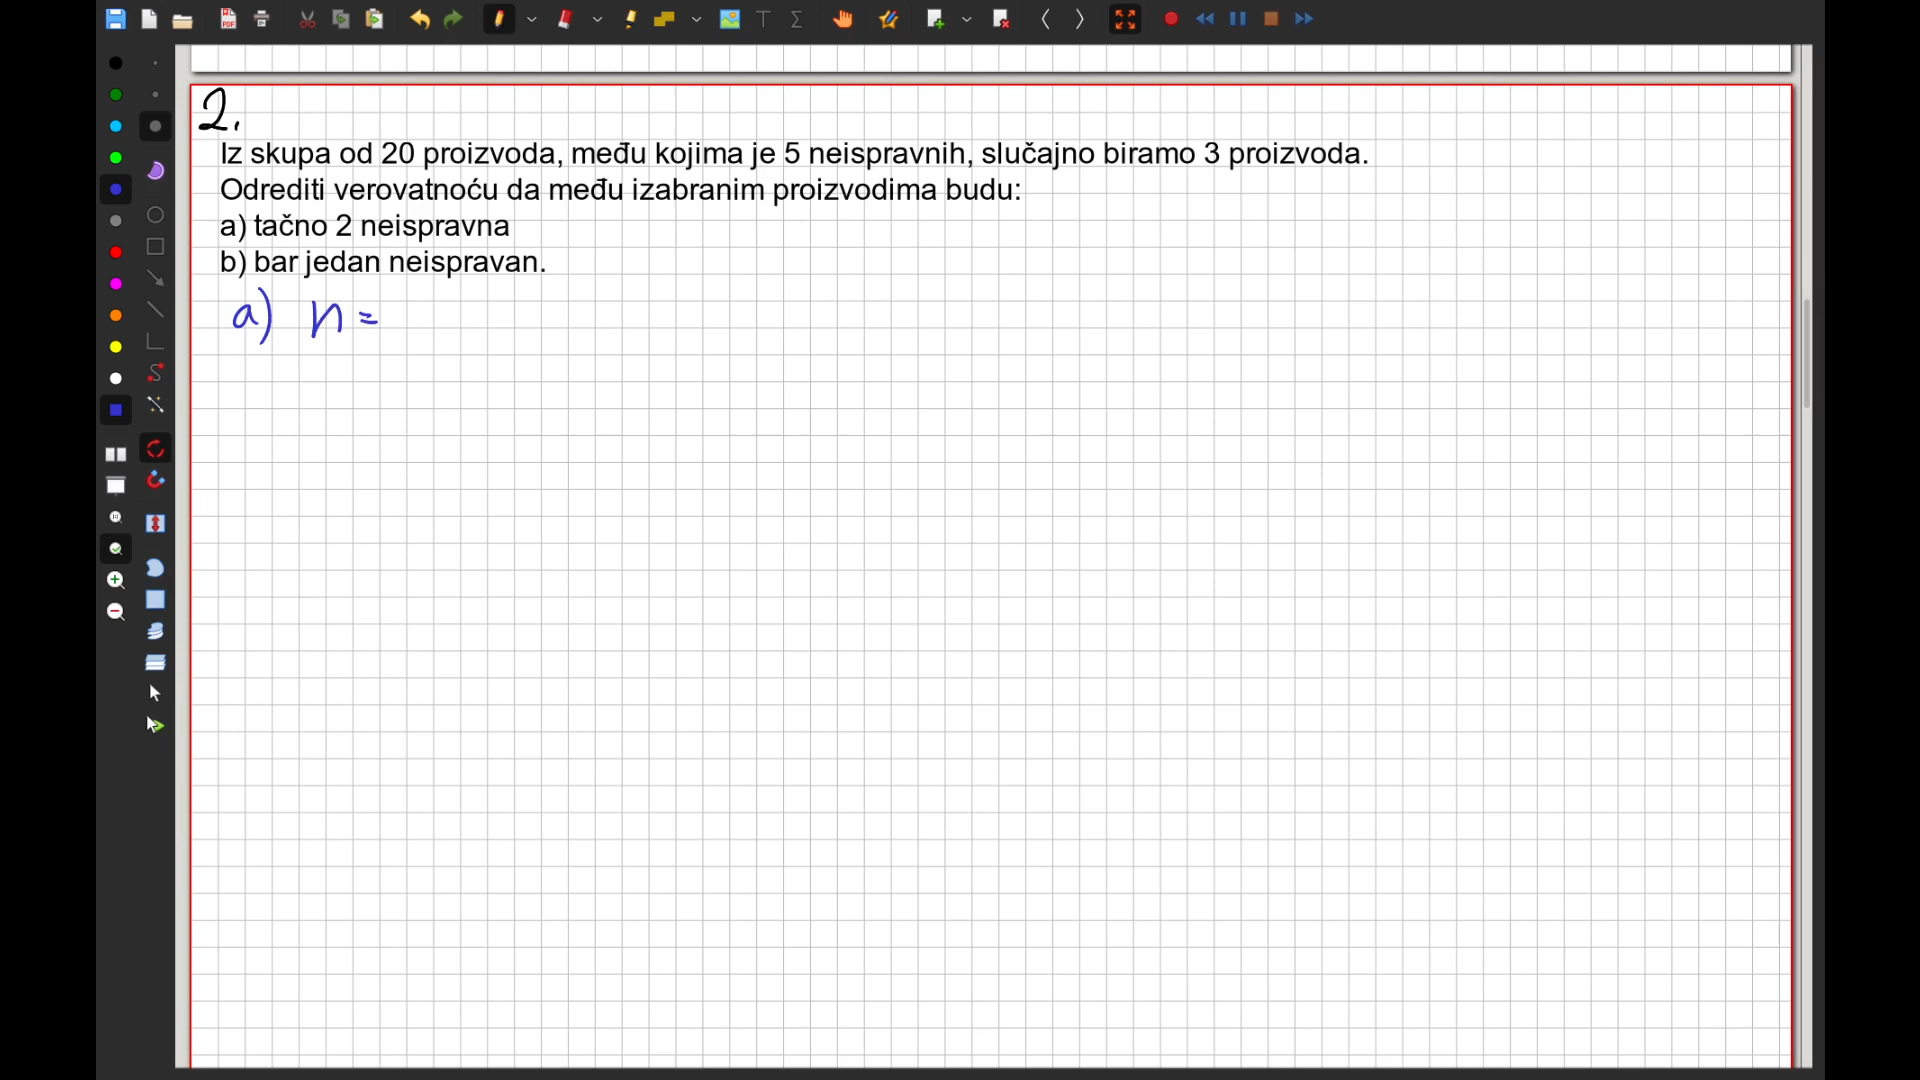 2.
Iz skupa od 20 proizvoda, među kojima je 5 neispravnih, slučajno biramo 3 proizvoda.
Odrediti verovatnoću da među izabranim proizvodima budu:
a) tačno 2 neispravna
b) bar jedan neispravan.
a) n =